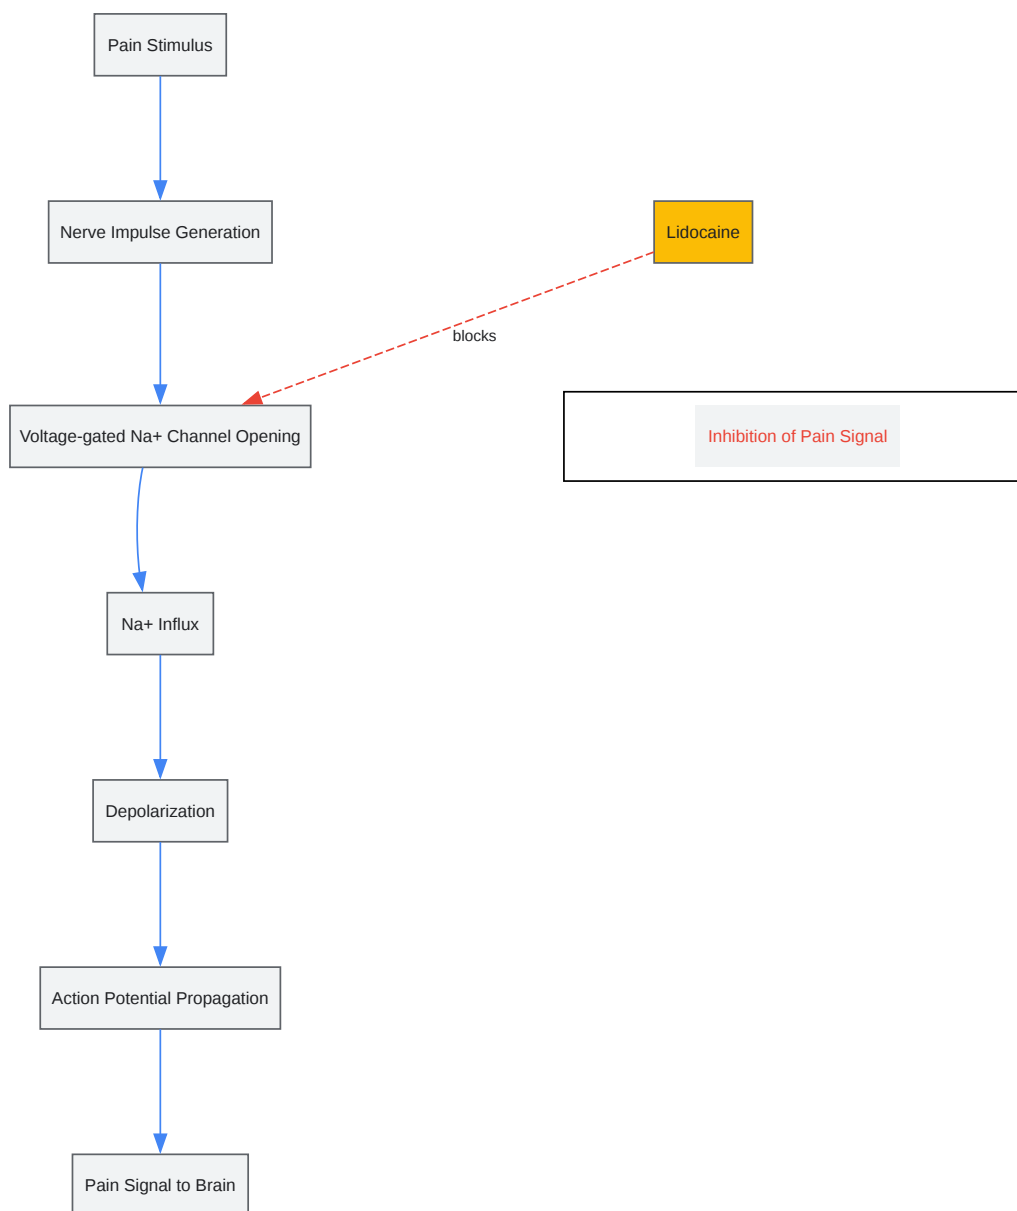 Pain Stimulus
Nerve Impulse Generation
Lidocaine
blocks
Voltage-gated Na+ Channel Opening
Inhibition of Pain Signal
Na+ Influx
Depolarization
Action Potential Propagation
Pain Signal to Brain